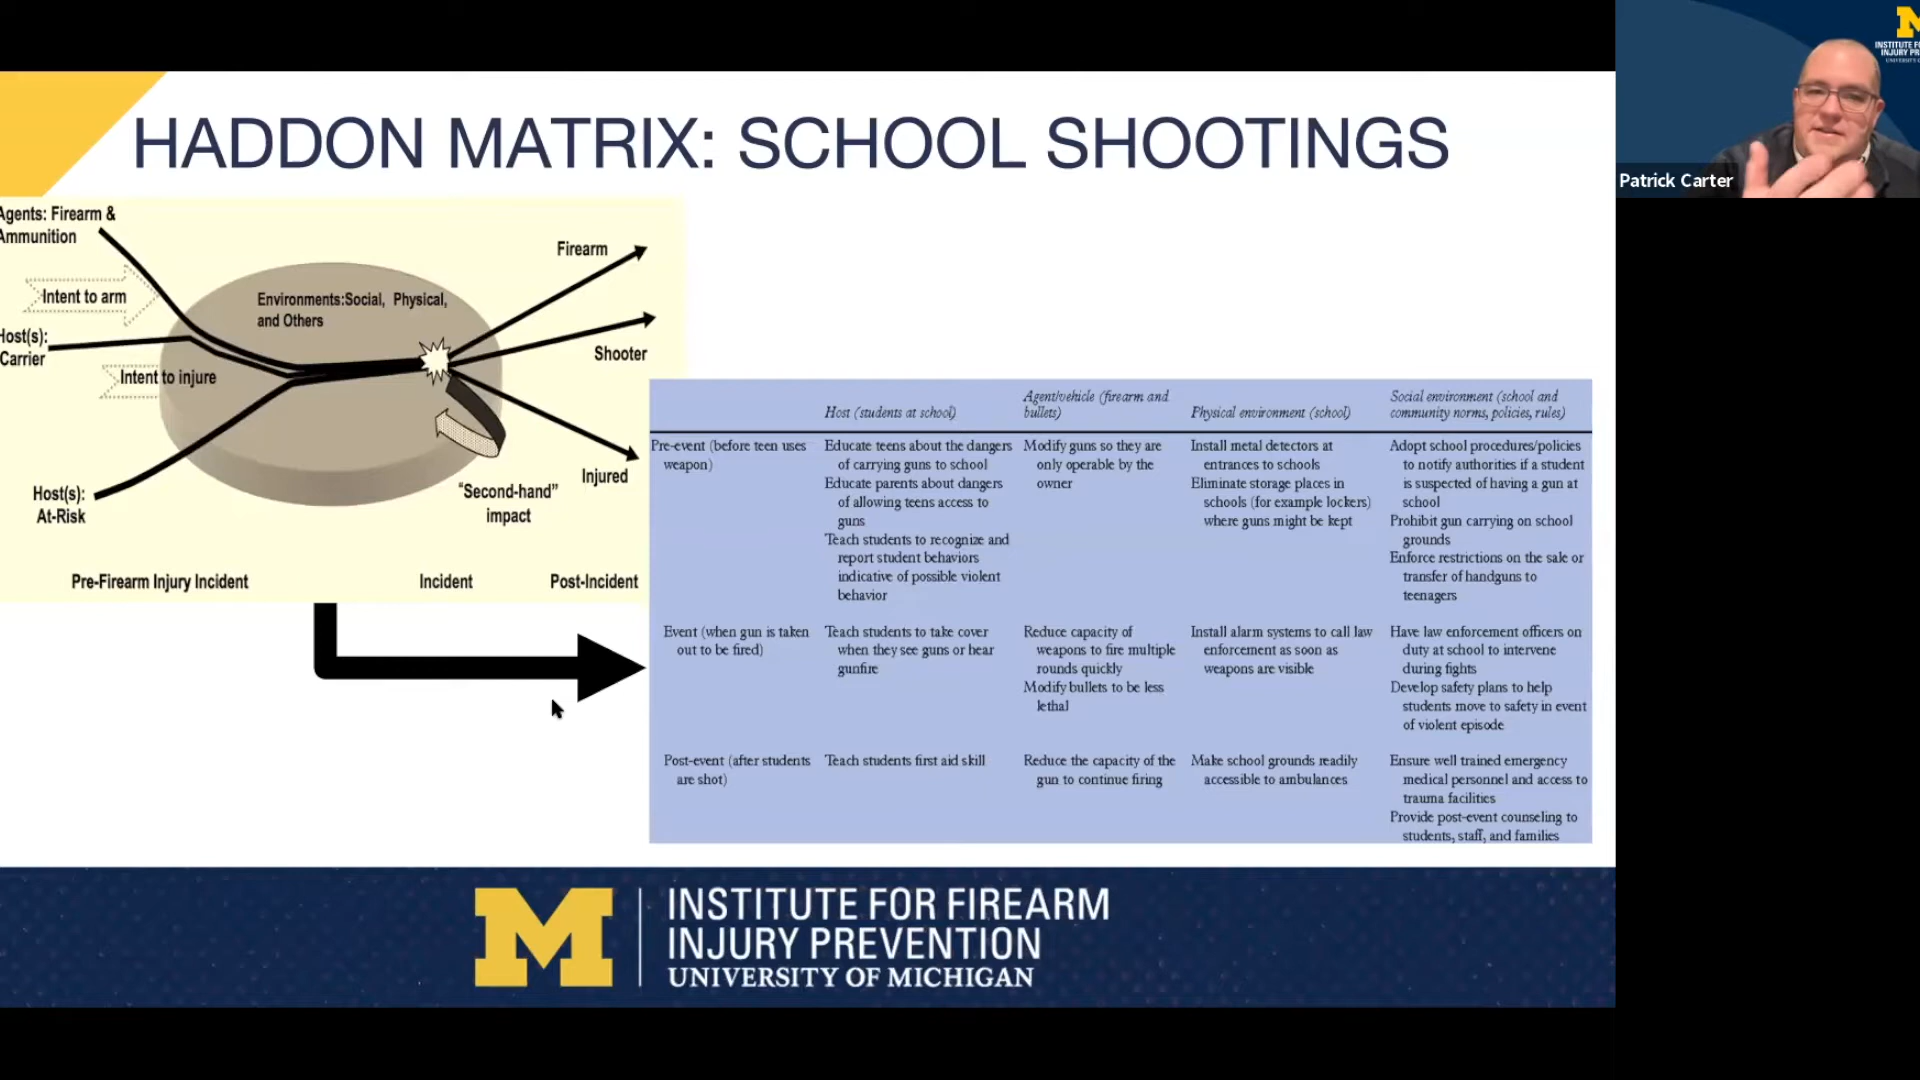 HADDON MATRIX: SCHOOL SHOOTINGS
Agents: Firearm &
Ammunition
Intent to arm
Host(s):
Carrier
Intent to injure
Host(s):
At-Risk
Environments:Social, Physical,
and Others
Firearm
Shooter
Injured
"Second-hand"
impact
Pre-Firearm Injury Incident
Incident
Post-Incident
Host (students at school)
Agent/vehicle (firearm and
bullets)
Physical environment (school)
Social environment (school and
community norms, policies, rules)
Pre-event (before teen uses
weapon)
Educate teens about the dangers
of carrying guns to school
Educate parents about dangers
of allowing teens access to
guns
Teach students to recognize and
report student behaviors
indicative of possible violent
behavior
Modify guns so they are
only operable by the
owner
Install metal detectors at
entrances to schools
Eliminate storage places in
schools (for example lockers)
where guns might be kept
Adopt school procedures/policies
to notify authorities if a student
is suspected of having a gun at
school
Prohibit gun carrying on school
grounds
Enforce restrictions on the sale or
transfer of handguns to
teenagers
Event (when gun is taken
out to be fired)
Teach students to take cover
when they see guns or hear
gunfire
Reduce capacity of
weapons to fire multiple
rounds quickly
Modify bullets to be less
lethal
Install alarm systems to call law
enforcement as soon as
weapons are visible
Have law enforcement officers on
duty at school to intervene
during fights
Develop safety plans to help
students move to safety in event
of violent episode
Post-event (after students
are shot)
Teach students first aid skill
Reduce the capacity of the
gun to continue firing
Make school grounds readily
accessible to ambulances
Ensure well trained emergency
medical personnel and access to
trauma facilities
Provide post-event counseling to
students, staff, and families
M
INSTITUTE FOR FIREARM
INJURY PREVENTION
UNIVERSITY OF MICHIGAN
Patrick Carter
M
INSTITUTE F
INJURY PR
UNIVERSITY O